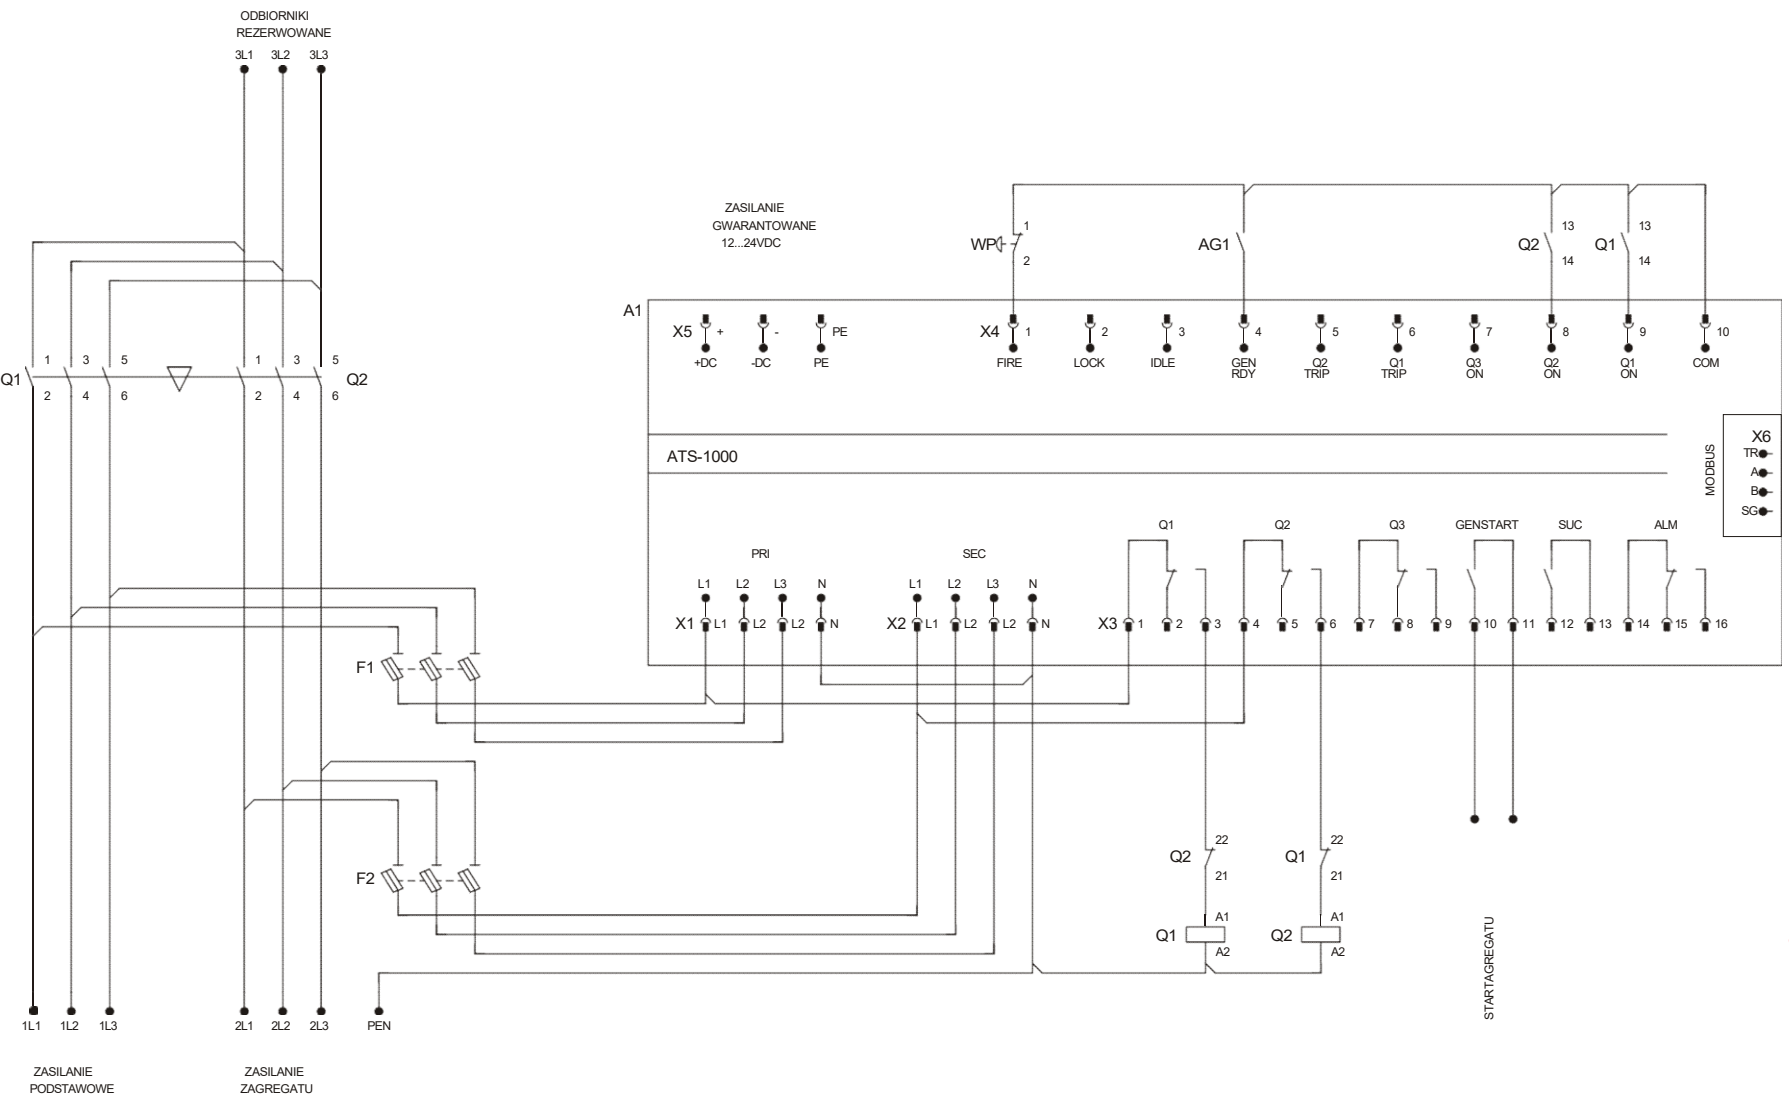 ODBIORNIKI
REZERWOWANE
3L1 3L2 3L3
ZASILANIE
GWARANTOWANE
12...24VDC
WP 1 2
AG1
Q2 13 14
Q1 13 14
A1
X5 + - PE
+DC -DC PE
X4 1 2 3 4 5 6 7 8 9 10
FIRE LOCK IDLE GEN Q2 Q1 Q3 Q2 Q1 COM
RDY TRIP TRIP ON ON ON
1 3 5 1 3 5
Q1 Q2
2 4 6 2 4 6
ATS-1000
MODBUS
X6
TR
A
B
SG
Q1 Q2 Q3 GENSTART SUC ALM
PRI SEC
L1 L2 L3 N L1 L2 L3 N
X1 L1 L2 L2 N X2 L1 L2 L2 N X3 1 2 3 4 5 6 7 8 9 10 11 12 13 14 15 16
F1
F2
22 22
Q2 Q1
21 21
A1 A1
Q1 Q2
A2 A2
STARTAGREGATU
1L1 1L2 1L3 2L1 2L2 2L3 PEN
ZASILANIE ZASILANIE
PODSTAWOWE ZAGREGATU